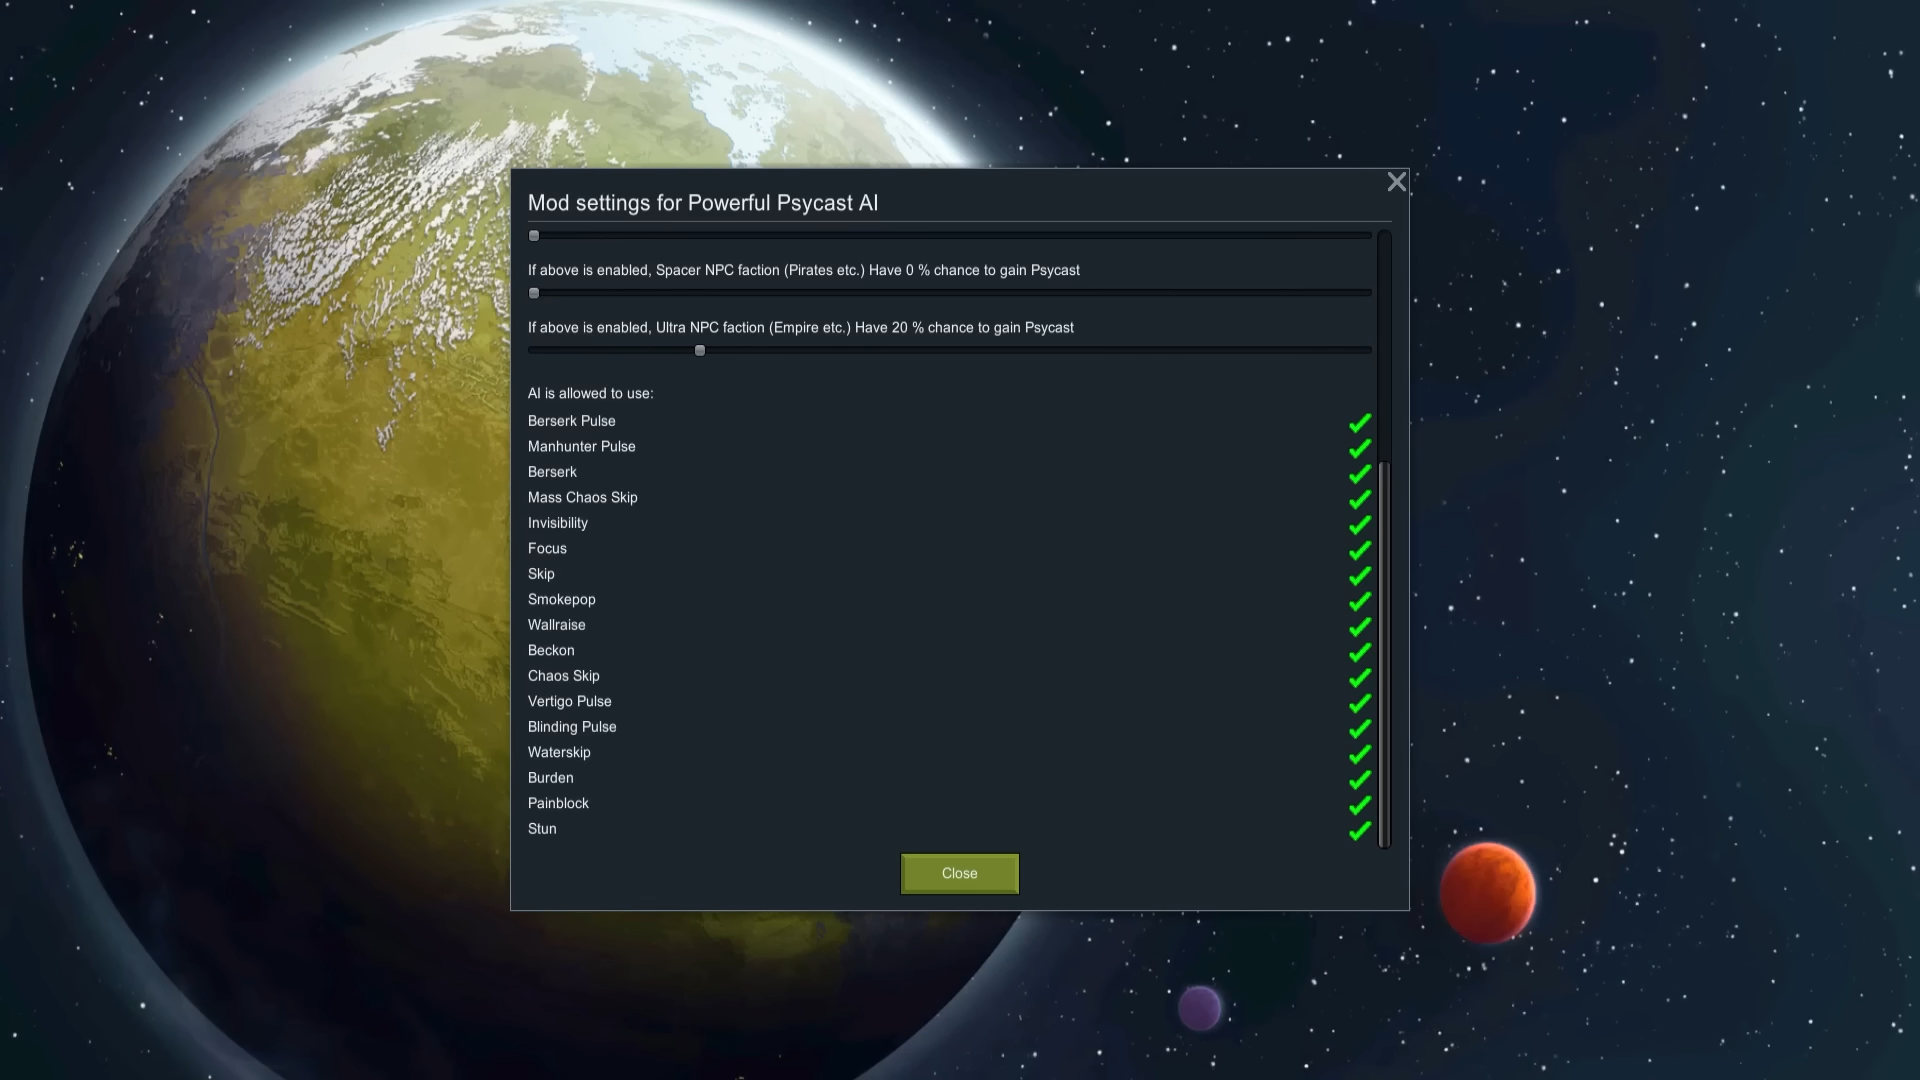 Mod settings for Powerful Psycast AI
If above is enabled, Spacer NPC faction (Pirates etc.) Have 0 % chance to gain Psycast
If above is enabled, Ultra NPC faction (Empire etc.) Have 20 % chance to gain Psycast
AI is allowed to use:
Berserk Pulse
Manhunter Pulse
Berserk
Mass Chaos Skip
Invisibility
Focus
Skip
Smokepop
Wallraise
Beckon
Chaos Skip
Vertigo Pulse
Blinding Pulse
Waterskip
Burden
Painblock
Stun
Close